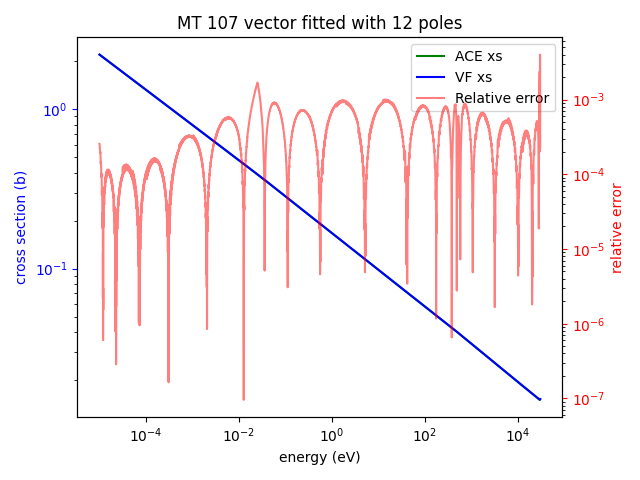 MT 107 vector fitted with 12 poles
ACE xs
VF xs
Relative error
cross section (b)
10^0
10^-1
10^-3
10^-4
10^-5
10^-6
10^-7
relative error
10^-4
10^-2
10^0
10^2
10^4
energy (eV)